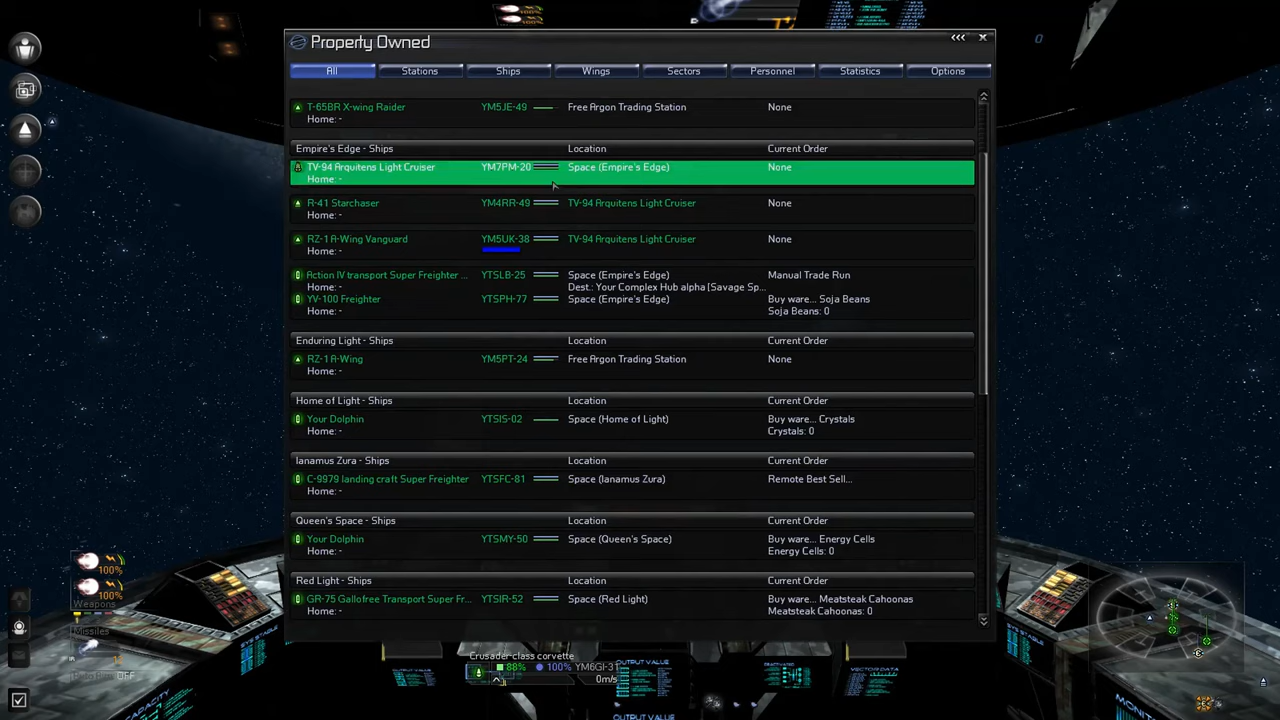 Property Owned
All Stations Ships Wings Sectors Personnel Statistics Options
T-65BR X-wing Raider YM5JE-49 Free Argon Trading Station None
Home: -
Empire's Edge - Ships Location Current Order
TV-94 Arquitens Light Cruiser YM7PM-20 Space (Empire's Edge) None
Home: -
R-41 Starchaser YM4RR-49 TV-94 Arquitens Light Cruiser None
Home: -
RZ-1 A-Wing Vanguard YM5UK-38 TV-94 Arquitens Light Cruiser None
Home: -
Action IV transport Super Freighter ... YTSLB-25 Space (Empire's Edge) Manual Trade Run
Dest.: Your Complex Hub alpha [Savage Sp...
YV-100 Freighter YTSPH-77 Space (Empire's Edge) Buy ware... Soja Beans
Home: - Soja Beans: 0
Enduring Light - Ships Location Current Order
RZ-1 A-Wing YM5PT-24 Free Argon Trading Station None
Home: -
Home of Light - Ships Location Current Order
Your Dolphin YTSIS-02 Space (Home of Light) Buy ware... Crystals
Home: - Crystals: 0
Ianamus Zura - Ships Location Current Order
C-9979 landing craft Super Freighter YTSFC-81 Space (Ianamus Zura) Remote Best Sell...
Home: -
Queen's Space - Ships Location Current Order
Your Dolphin YTSMY-50 Space (Queen's Space) Buy ware... Energy Cells
Home: - Energy Cells: 0
Red Light - Ships Location Current Order
GR-75 Gallofree Transport Super Fr... YTSIR-52 Space (Red Light) Buy ware... Meatsteak Cahoonas
Home: - Meatsteak Cahoonas: 0
100%
100%
Weapons
Missiles
OFF
Crusader-class corvette
88% 100% YM6GI-31
0m/s
OUTPUT VALUE
OUTPUT VALUE